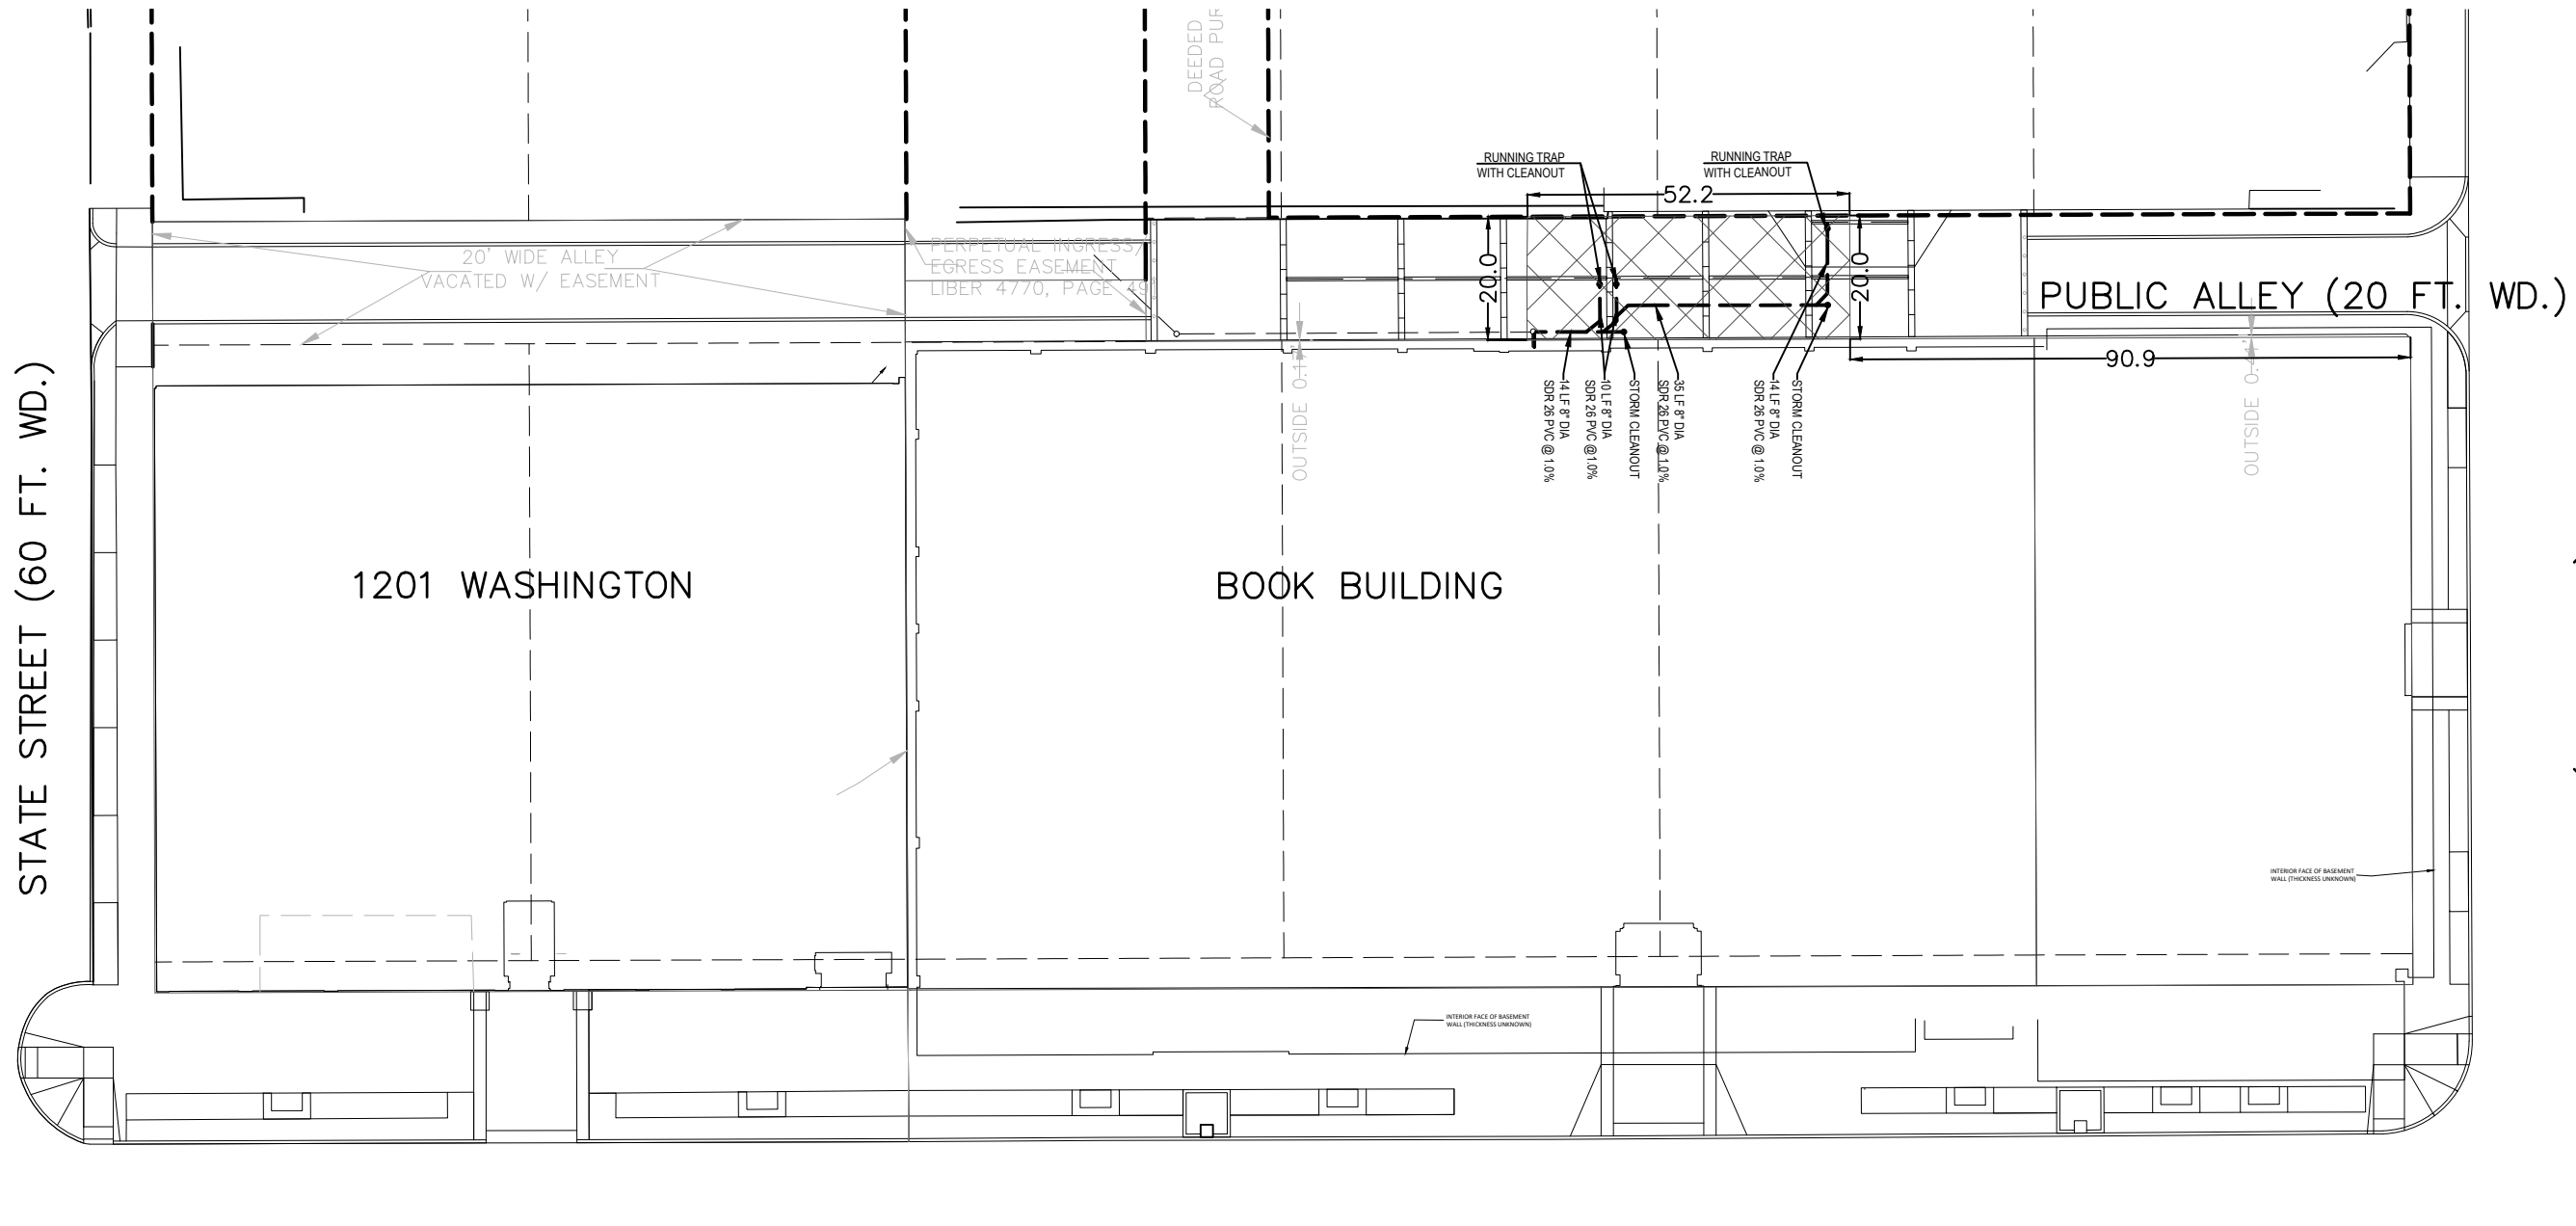 DEEDED
ROAD PUR
RUNNING TRAP
WITH CLEANOUT
RUNNING TRAP
WITH CLEANOUT
52.2
20' WIDE ALLEY
VACATED W/ EASEMENT
PERPETUAL INGRESS/
EGRESS EASEMENT
LIBER 4770, PAGE 49
20.0
20.0
PUBLIC ALLEY (20 FT. WD.)
90.9
OUTSIDE 0.1'
14 LF 8" DIA
SDR 26 PVC @ 1.0%
10 LF 8" DIA
SDR 26 PVC @1.0%
STORM CLEANOUT
35 LF 8" DIA
SDR 26 PVC @ 1.0%
14 LF 8" DIA
SDR 26 PVC @ 1.0%
STORM CLEANOUT
OUTSIDE
STATE STREET (60 FT. WD.)
1201 WASHINGTON
BOOK BUILDING
INTERIOR FACE OF BASEMENT
WALL (THICKNESS UNKNOWN)
INTERIOR FACE OF BASEMENT
WALL (THICKNESS UNKNOWN)